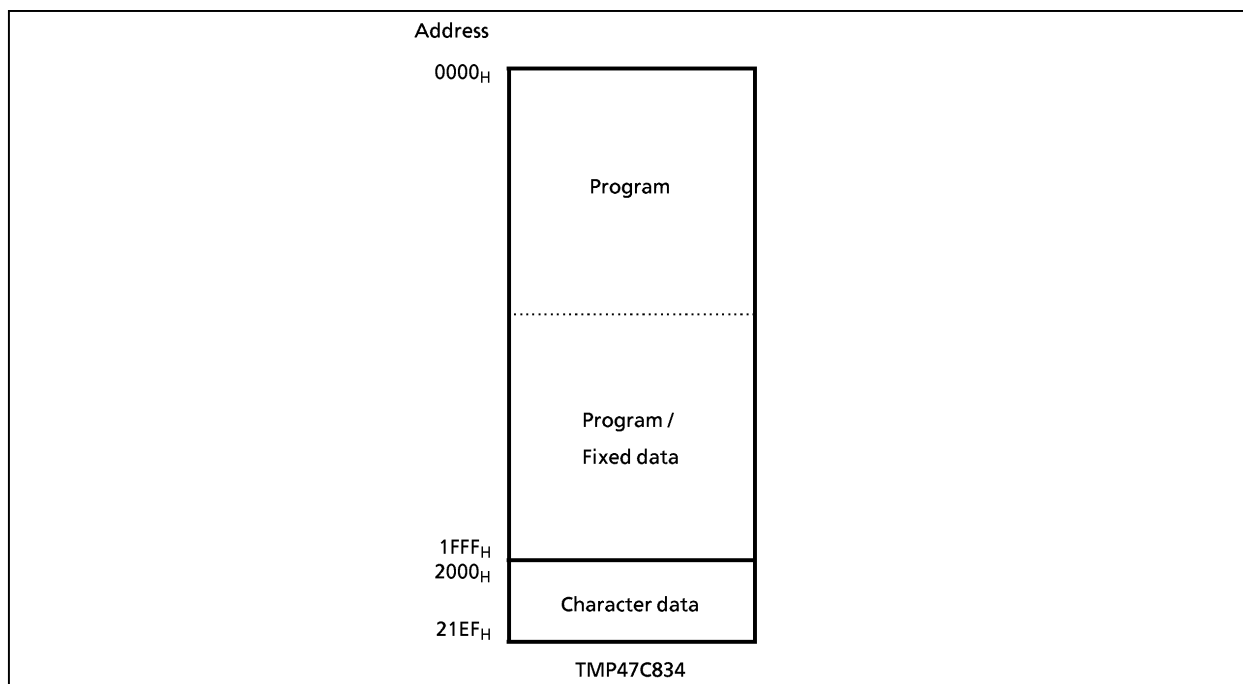 Address
0000H
Program
Program /
Fixed data
1FFFH
2000H
Character data
21EFH
TMP47C834